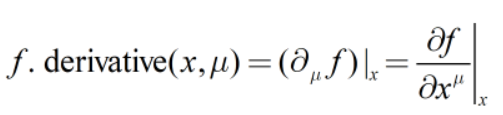 f. derivative(x,μ)=(∂_μ f)|_x = ∂f/∂x^μ |_x